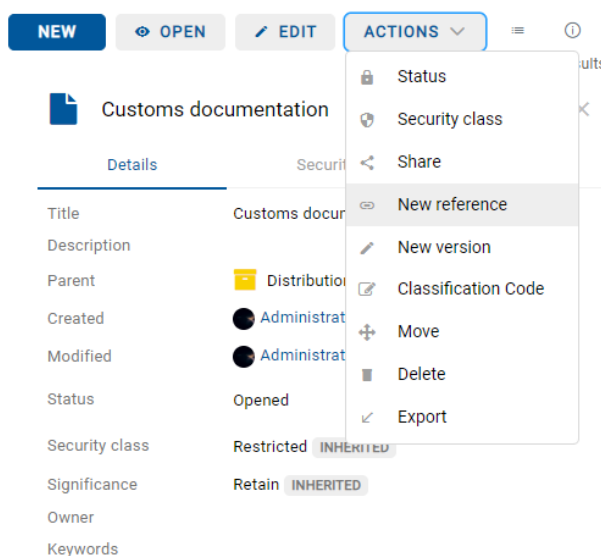 NEW OPEN EDIT ACTIONS
Status
Customs documentation
Security class
Details
Share
Title Customs
New reference
Description
New version
Parent
Classification Code
Created
Move
Modified
Delete
Status Opened
Export
Security class Restricted INHERITED
Significance Retain INHERITED
Owner
Keywords